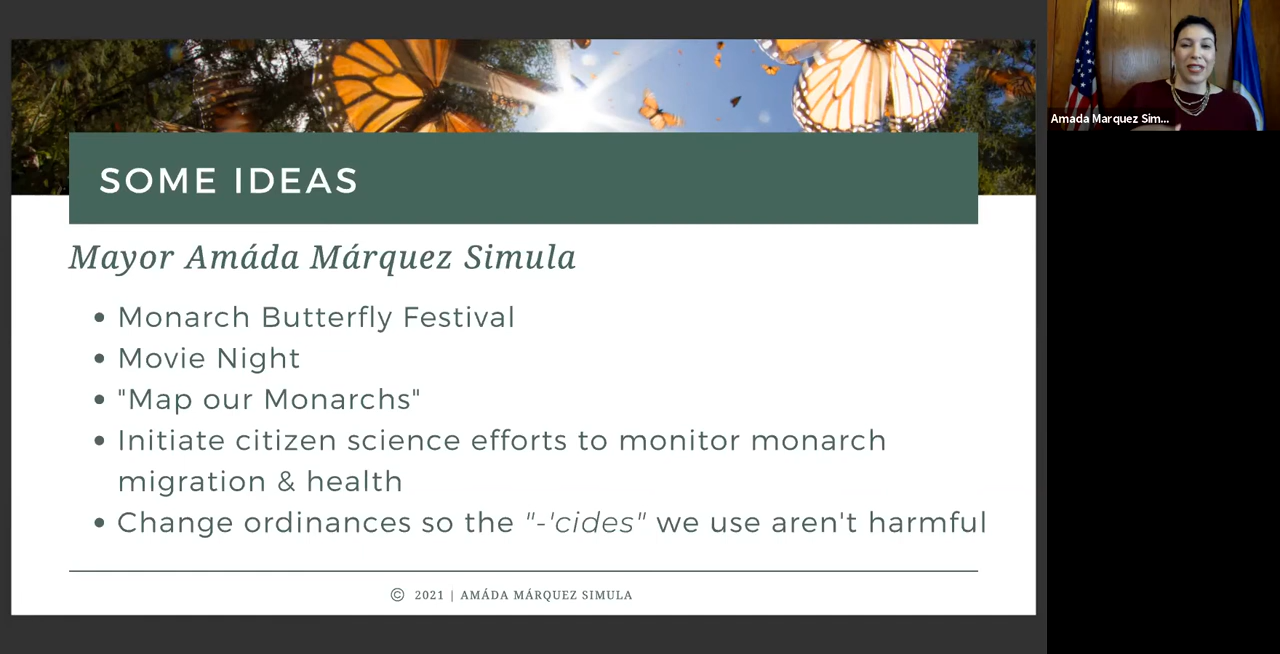 SOME IDEAS
Mayor Amáda Márquez Simula
• Monarch Butterfly Festival
• Movie Night
• "Map our Monarchs"
• Initiate citizen science efforts to monitor monarch
migration & health
• Change ordinances so the "-'cides" we use aren't harmful
© 2021 | AMÁDA MÁRQUEZ SIMULA
Amada Marquez Sim...